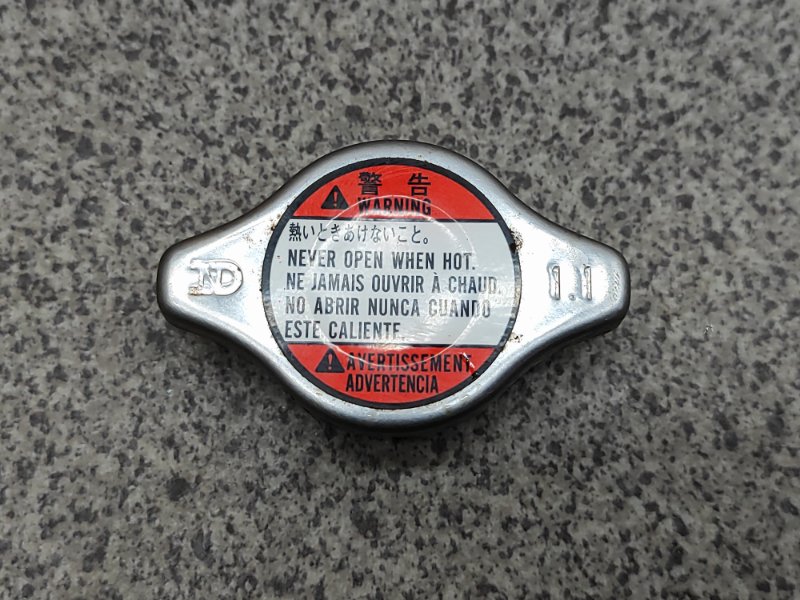 警告
WARNING
熱いときあけないこと。
NEVER OPEN WHEN HOT.
NE JAMAIS OUVRIR À CHAUD.
NO ABRIR NUNCA CUANDO
ESTE CALIENTE.
AVERTISSEMENT
ADVERTENCIA
ND
1.1